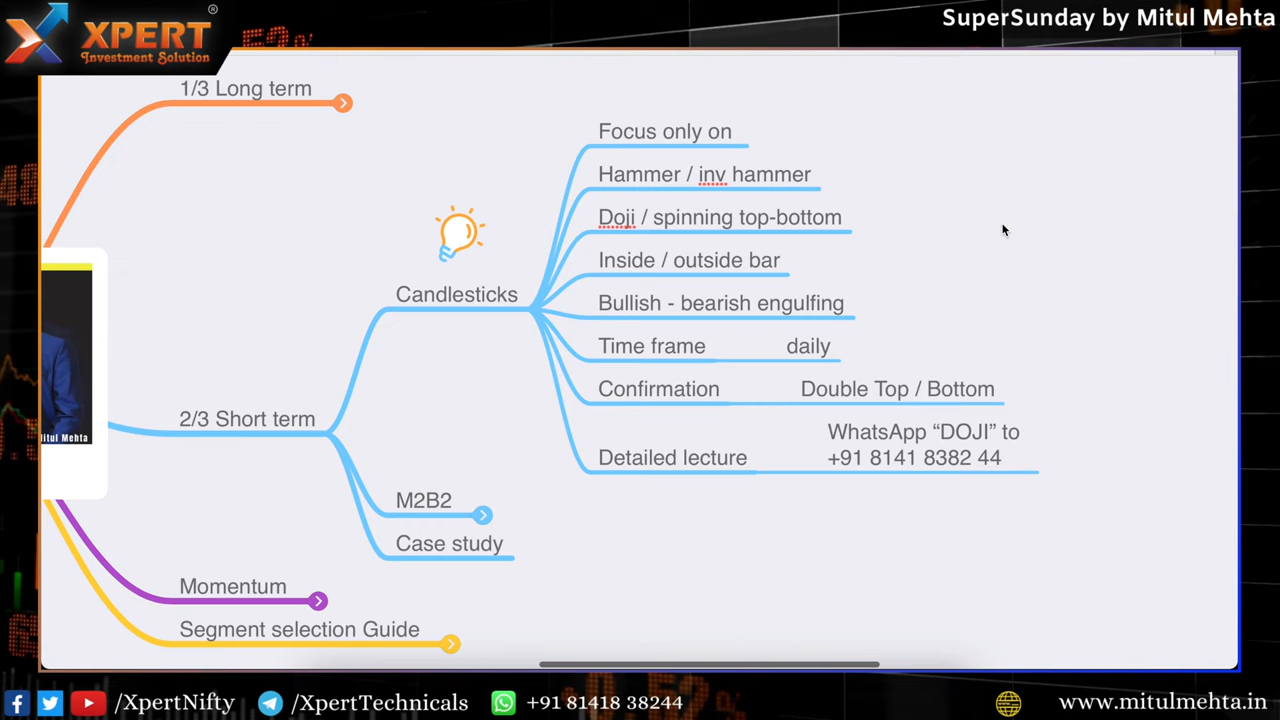 XPERT
Investment Solution
®
SuperSunday by Mitul Mehta
1/3 Long term
Focus only on
Hammer / inv hammer
Doji / spinning top-bottom
Inside / outside bar
Candlesticks
Bullish - bearish engulfing
Time frame daily
Confirmation Double Top / Bottom
WhatsApp “DOJI” to
Detailed lecture +91 8141 8382 44
2/3 Short term
itul Mehta
M2B2
Case study
Momentum
Segment selection Guide
/XpertNifty /XpertTechnicals +91 81418 38244 www.mitulmehta.in